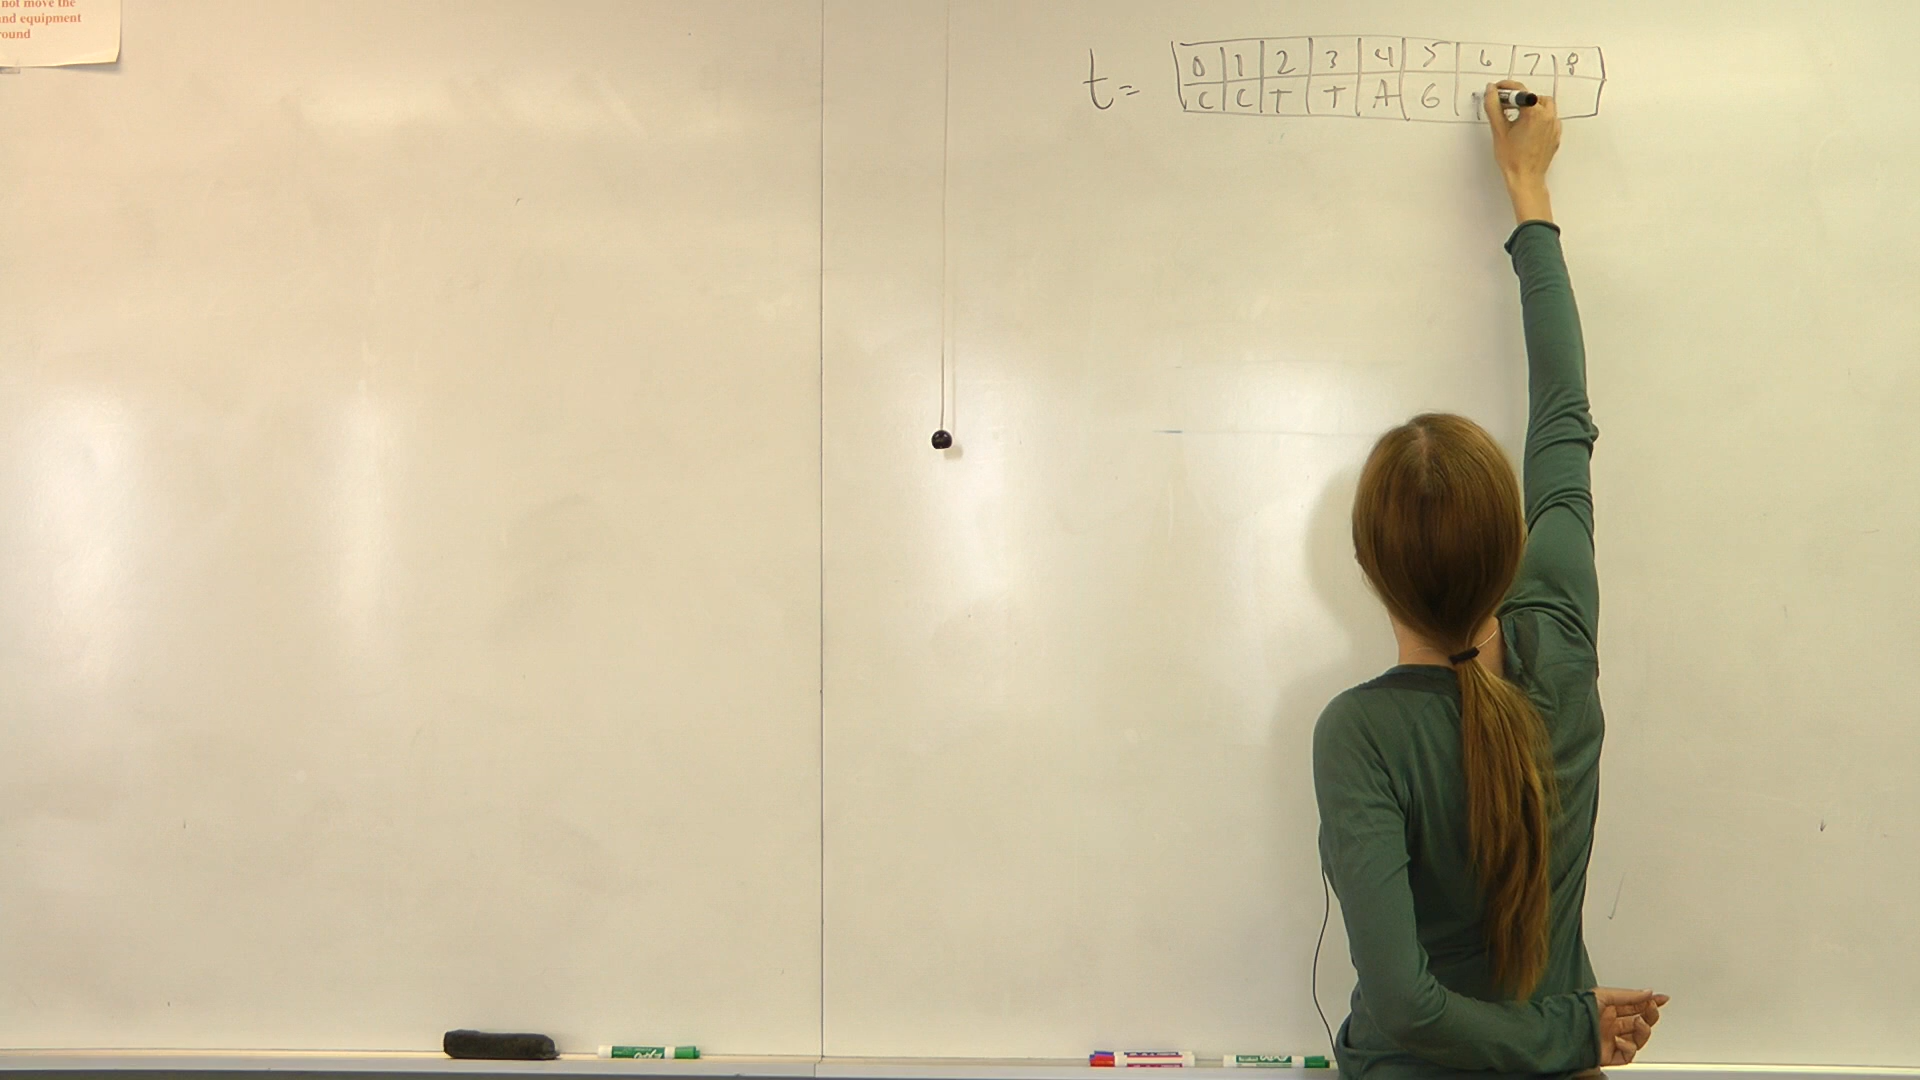 not move the
and equipment
round
t = 0 1 2 3 4 5 6 7 8
C C T T A G